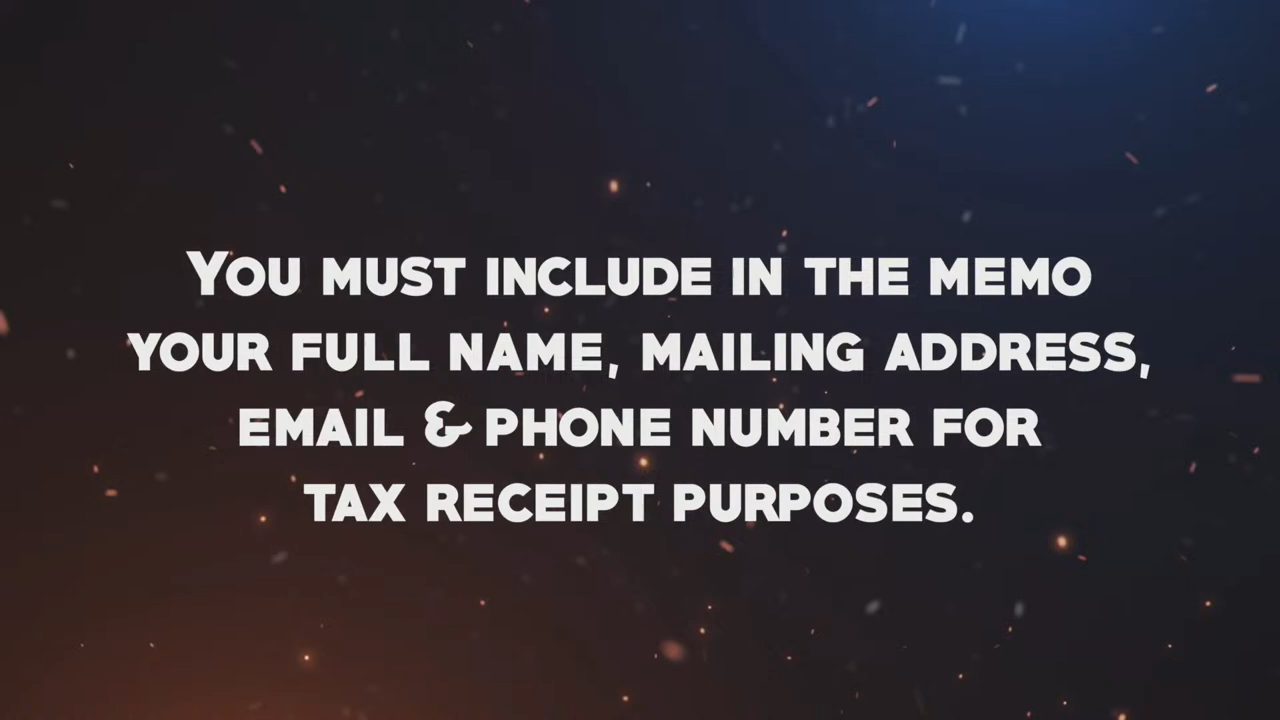 You must include in the memo
your full name, mailing address,
email & phone number for
tax receipt purposes.